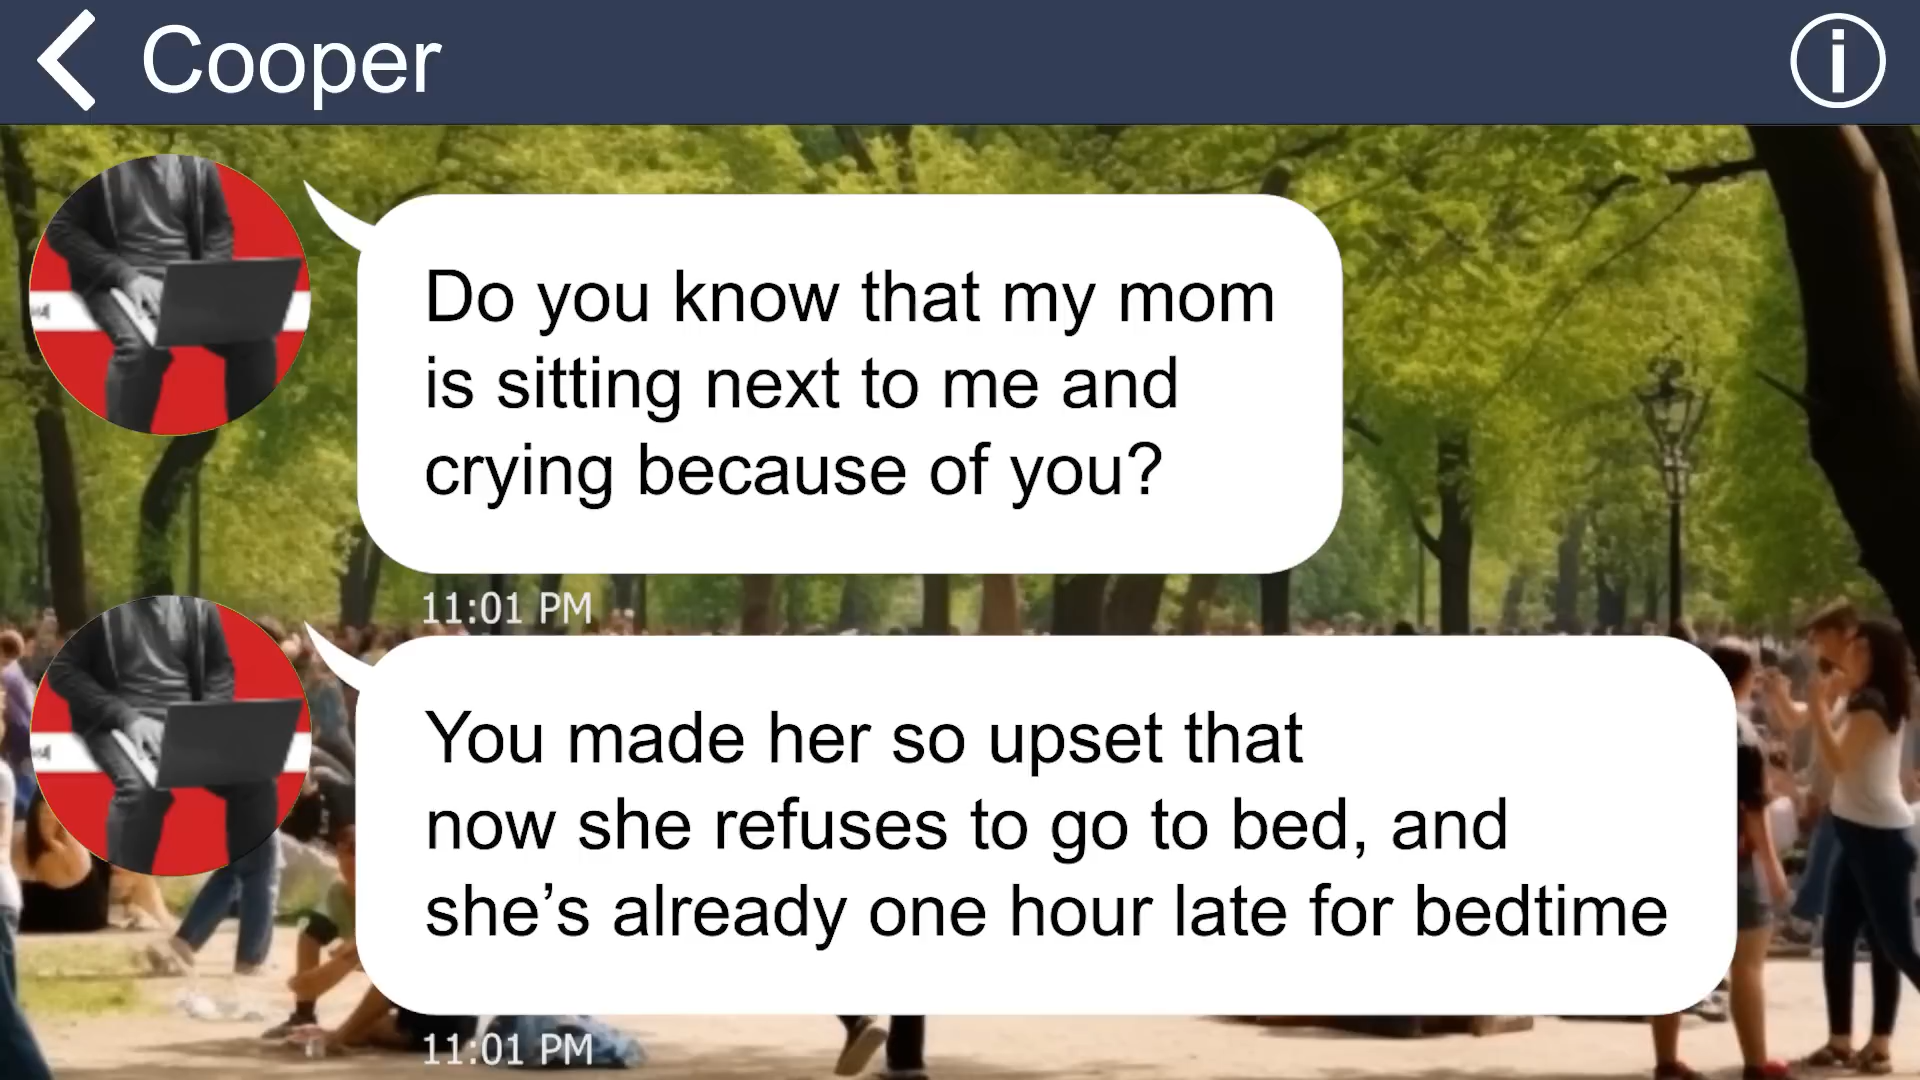 Cooper
i
Do you know that my mom
is sitting next to me and
crying because of you?
11:01 PM
You made her so upset that
now she refuses to go to bed, and
she’s already one hour late for bedtime
11:01 PM